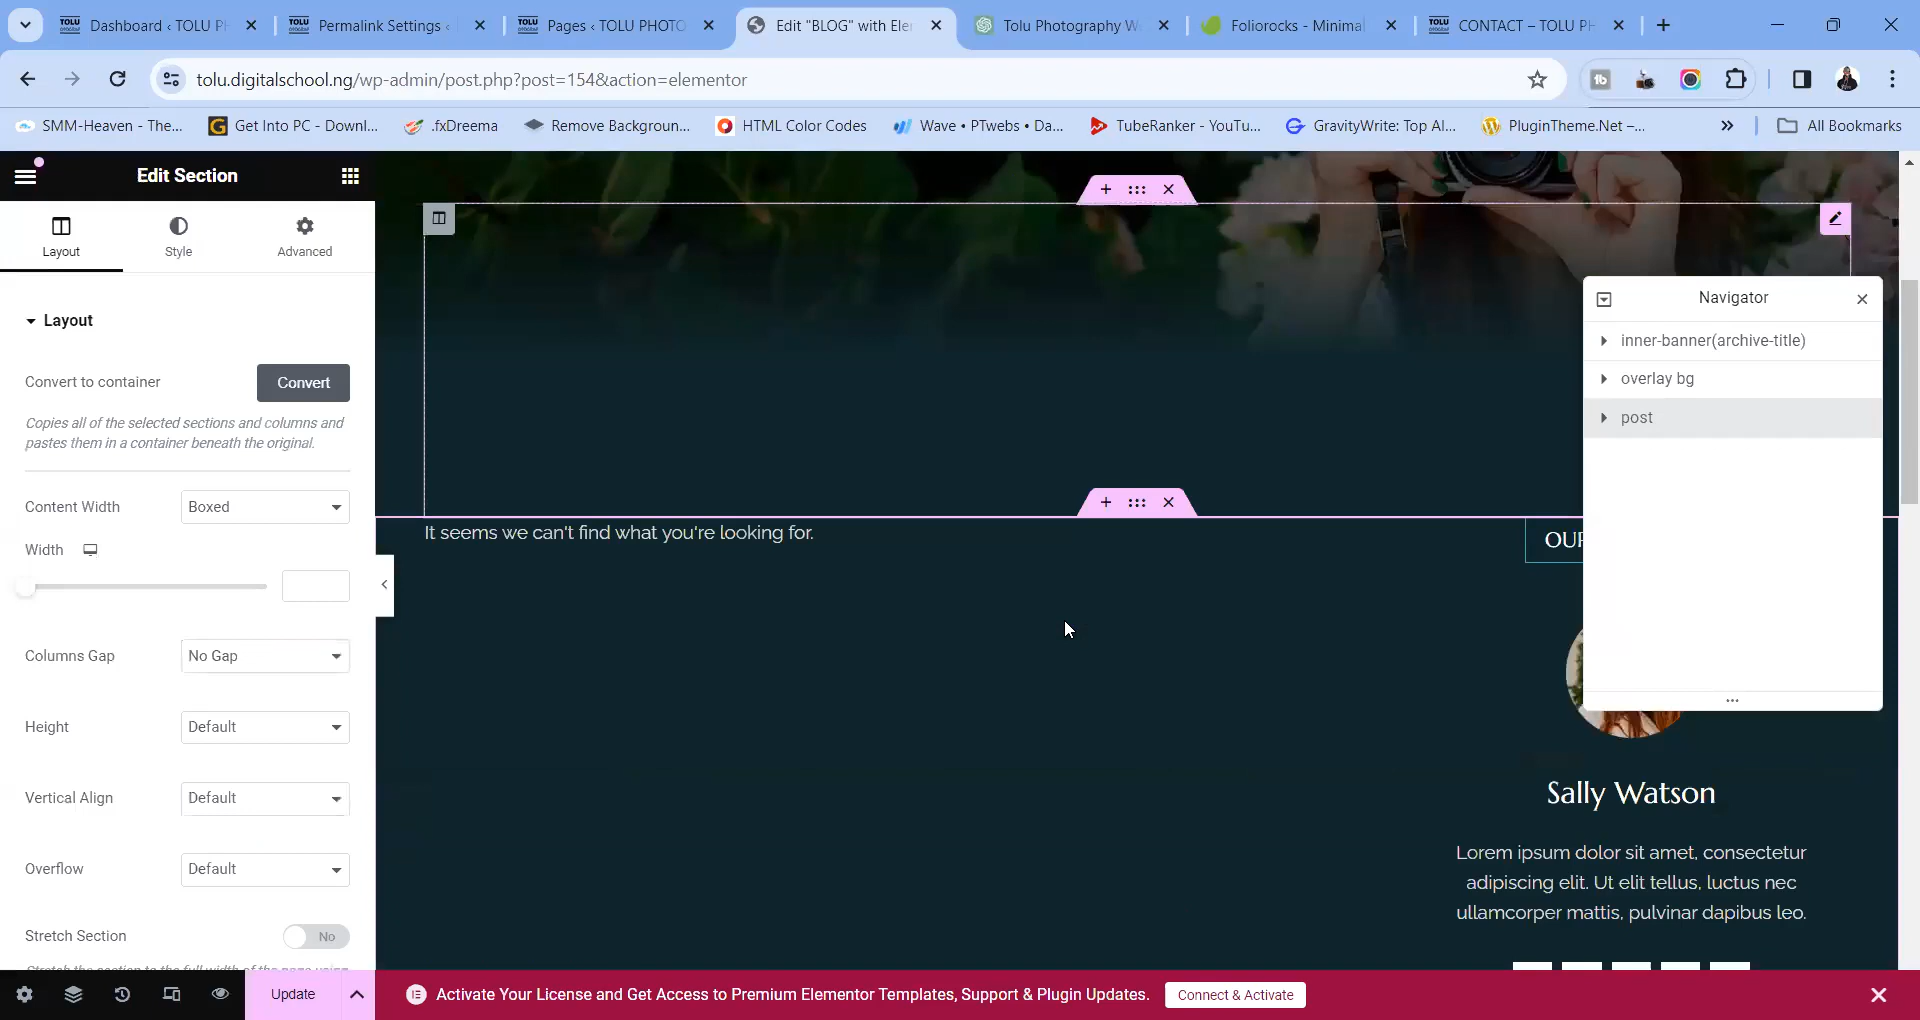 Dashboard ‹ TOLU P
Permalink Settings ‹
Pages ‹ TOLU PHOTO
Edit "BLOG" with Ele
Tolu Photography W
Foliorocks - Minimal
CONTACT – TOLU PH
tolu.digitalschool.ng/wp-admin/post.php?post=154&action=elementor
SMM-Heaven - The...
Get Into PC - Downl...
.fxDreema
Remove Backgroun...
HTML Color Codes
Wave • PTwebs • Da...
TubeRanker - YouTu...
GravityWrite: Top AI...
PluginTheme.Net –...
All Bookmarks
Edit Section
Layout
Style
Advanced
Layout
Convert to container
Convert
Copies all of the selected sections and columns and
pastes them in a container beneath the original.
Content Width
Boxed
Width
Columns Gap
No Gap
Height
Default
Vertical Align
Default
Overflow
Default
Stretch Section
No
Update
Navigator
inner-banner(archive-title)
overlay bg
post
It seems we can't find what you're looking for.
Sally Watson
Lorem ipsum dolor sit amet, consectetur
adipiscing elit. Ut elit tellus, luctus nec
ullamcorper mattis, pulvinar dapibus leo.
Activate Your License and Get Access to Premium Elementor Templates, Support & Plugin Updates.
Connect & Activate